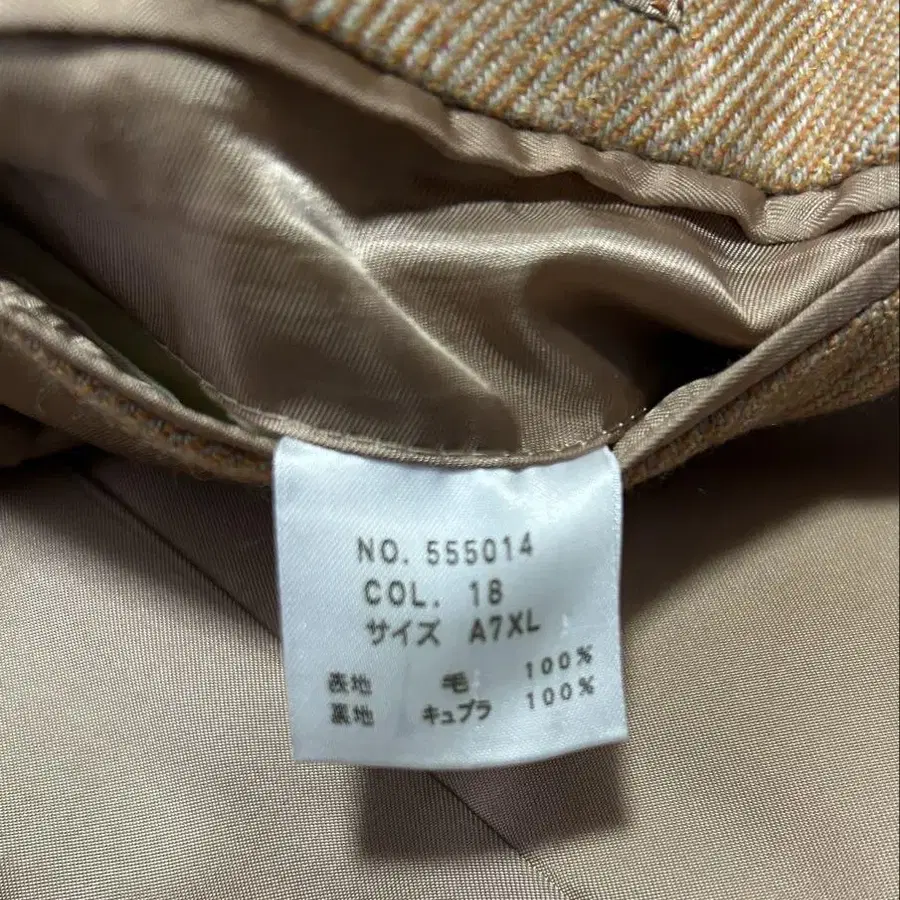 NO. 555014
COL. 18
サイズ A7XL
表地 毛 100%
裏地 キュプラ 100%